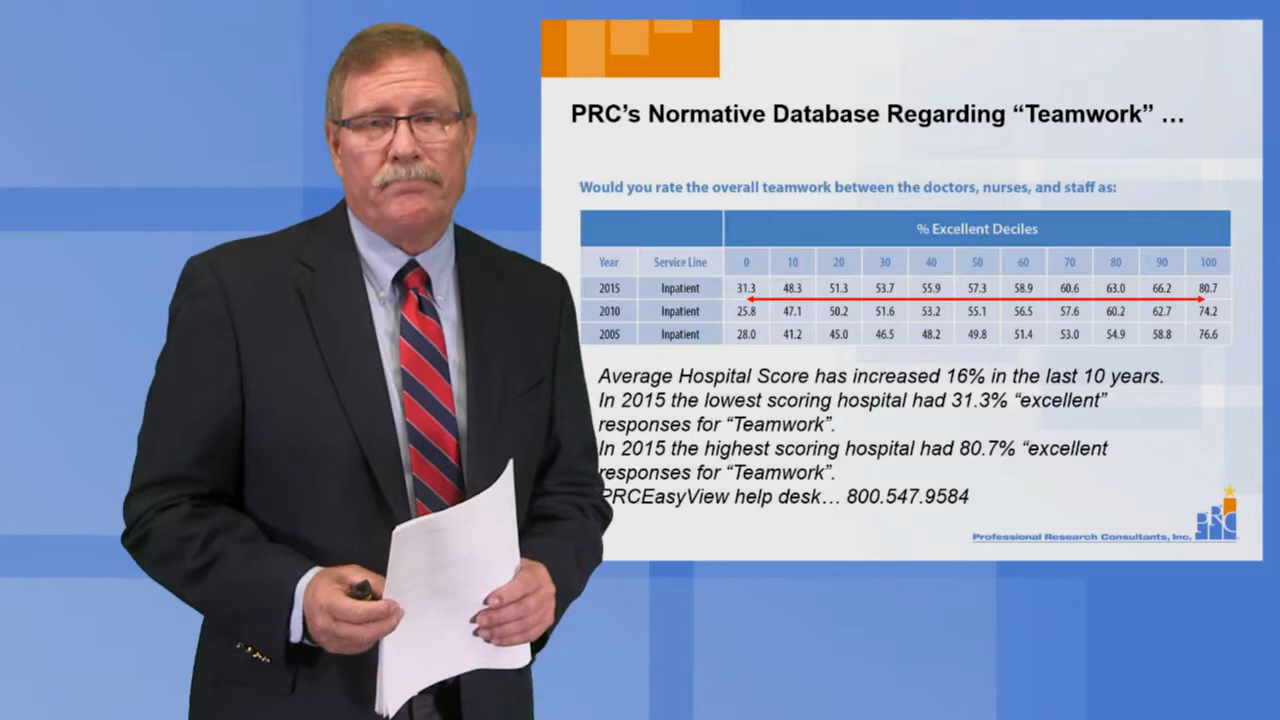 PRC's Normative Database Regarding “Teamwork” …
Would you rate the overall teamwork between the doctors, nurses, and staff as:
% Excellent Deciles
Year Service Line 0 10 20 30 40 50 60 70 80 90 100
2015 Inpatient 31.3 48.3 51.3 53.7 55.9 57.3 58.9 60.6 63.0 66.2 80.7
2010 Inpatient 25.8 47.1 50.2 51.6 53.2 55.1 56.5 57.6 60.2 62.7 74.2
2005 Inpatient 28.0 41.2 45.0 46.5 48.2 49.8 51.4 53.0 54.9 58.8 76.6
Average Hospital Score has increased 16% in the last 10 years.
In 2015 the lowest scoring hospital had 31.3% “excellent”
responses for “Teamwork”.
In 2015 the highest scoring hospital had 80.7% “excellent
responses for “Teamwork”.
PRCEasyView help desk… 800.547.9584
PRC
Professional Research Consultants, Inc.